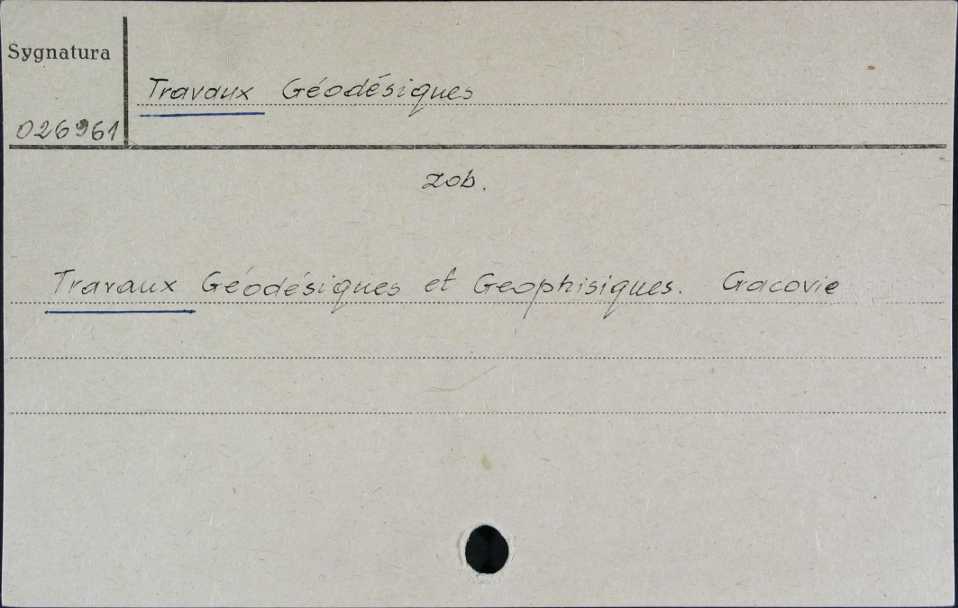 Sygnatura
Travaux Géodésiques
026961
zob.
Travaux Géodésiques et Geophisiques. Cracovie